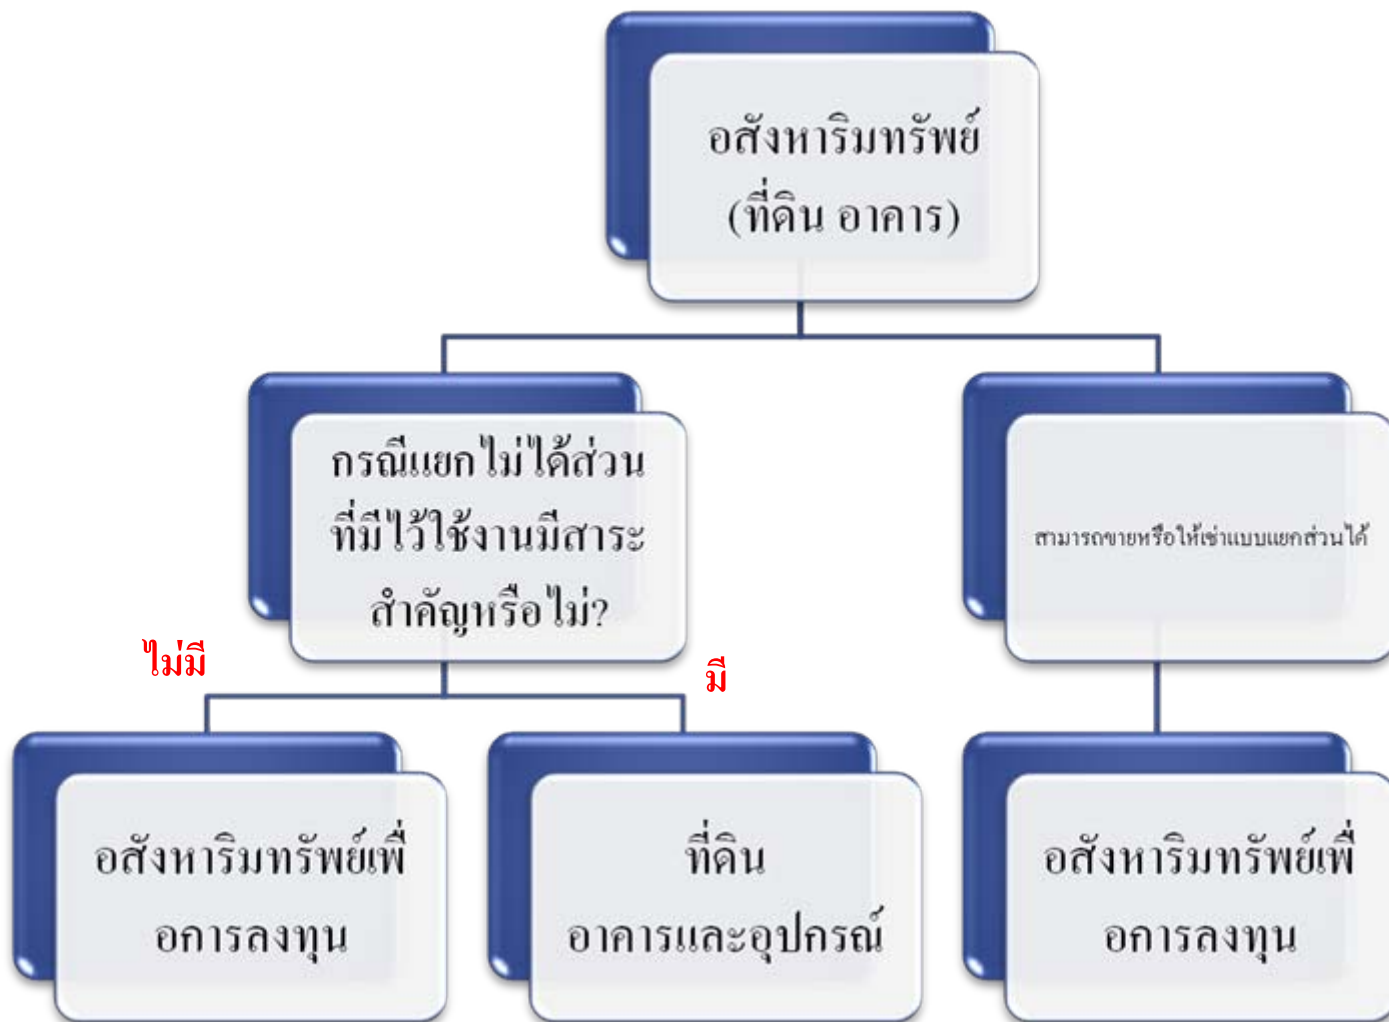 อสังหาริมทรัพย์
(ที่ดิน อาคาร)
กรณีแยกไม่ได้ส่วน
ที่มีไว้ใช้งานมีสาระ
สำคัญหรือไม่?
สามารถขายหรือให้เช่าแบบแยกส่วนได้
ไม่มี
มี
อสังหาริมทรัพย์เพื่
อการลงทุน
ที่ดิน
อาคารและอุปกรณ์
อสังหาริมทรัพย์เพื่
อการลงทุน